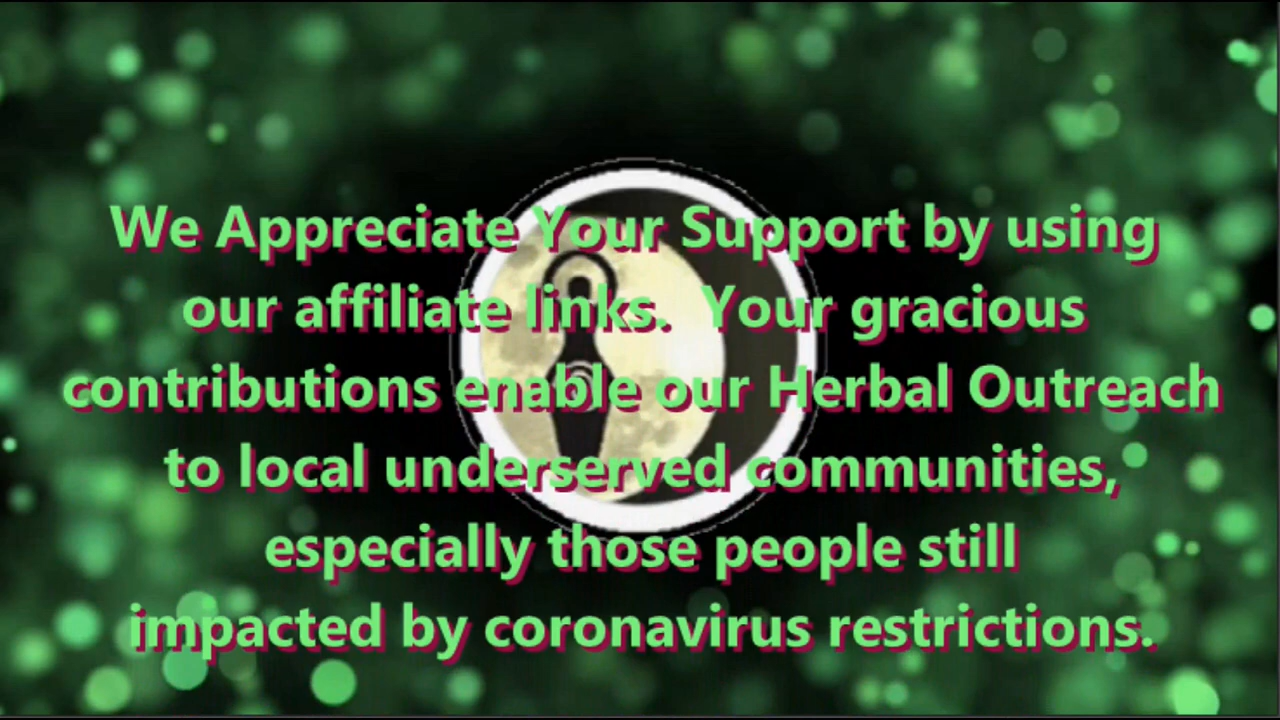 We Appreciate Your Support by using
our affiliate links.  Your gracious
contributions enable our Herbal Outreach
to local underserved communities,
especially those people still
impacted by coronavirus restrictions.